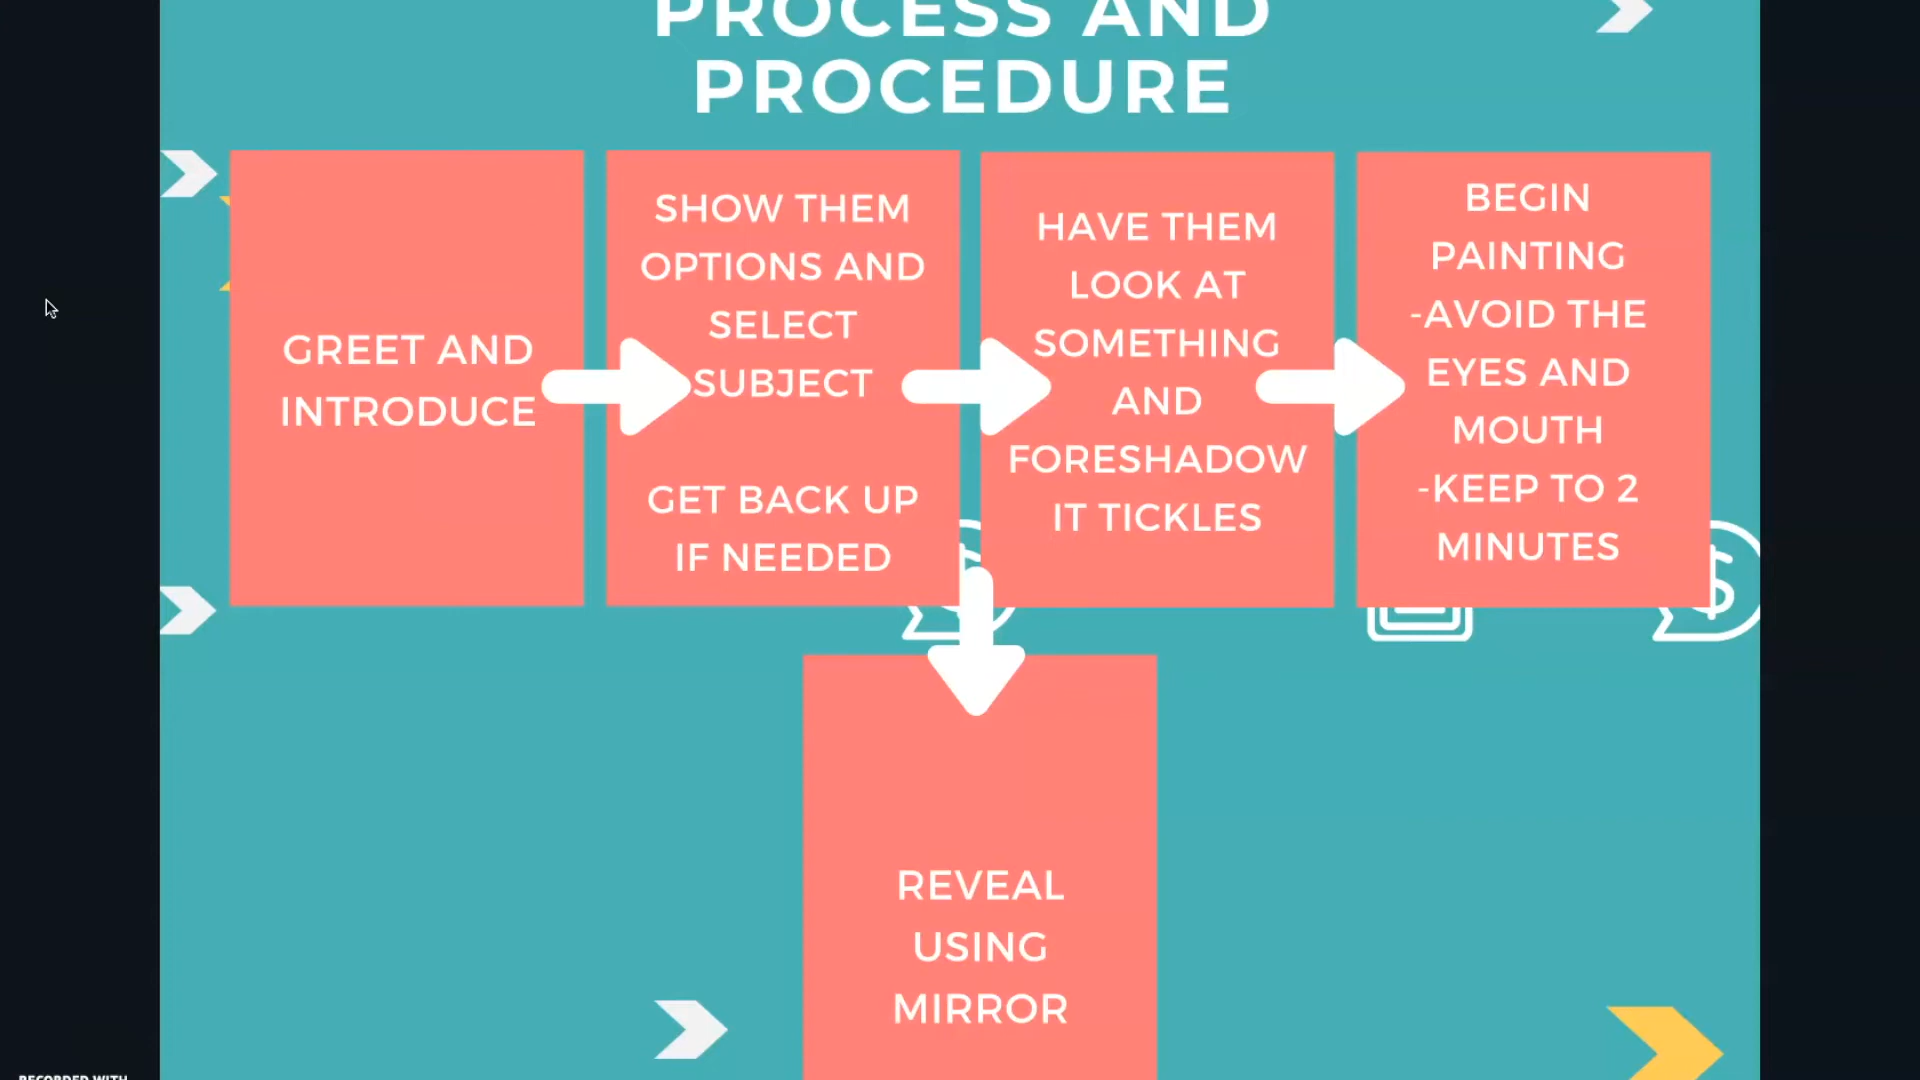 PROCESS AND
PROCEDURE
GREET AND
INTRODUCE
SHOW THEM
OPTIONS AND
SELECT
SUBJECT
GET BACK UP
IF NEEDED
HAVE THEM
LOOK AT
SOMETHING
AND
FORESHADOW
IT TICKLES
BEGIN
PAINTING
-AVOID THE
EYES AND
MOUTH
-KEEP TO 2
MINUTES
$
$
REVEAL
USING
MIRROR
RECORDED WITH